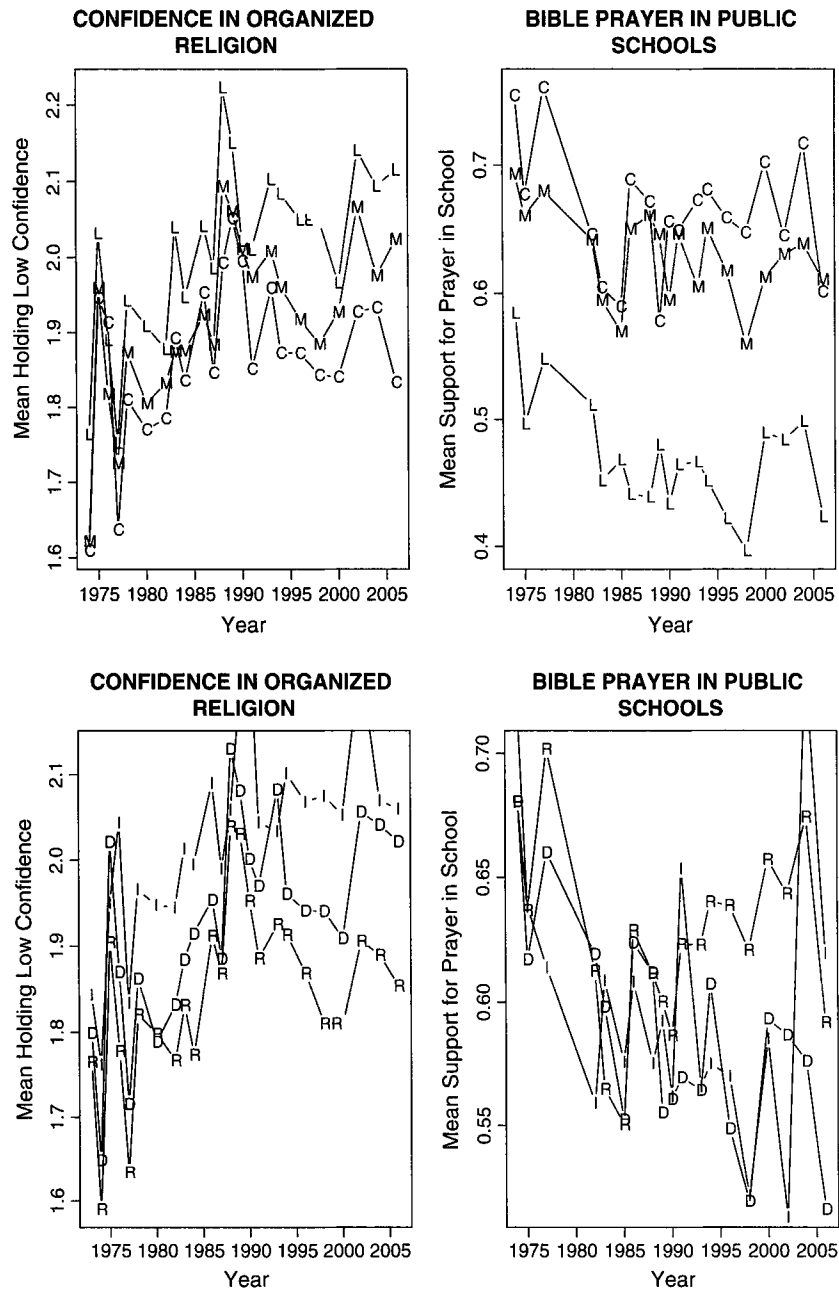 CONFIDENCE IN ORGANIZED
RELIGION
Mean Holding Low Confidence
2.2
2.1
2.0
1.9
1.8
1.7
1.6
1975 1980 1985 1990 1995 2000 2005
Year
BIBLE PRAYER IN PUBLIC
SCHOOLS
Mean Support for Prayer in School
0.7
0.6
0.5
0.4
1975 1980 1985 1990 1995 2000 2005
Year
CONFIDENCE IN ORGANIZED
RELIGION
Mean Holding Low Confidence
2.1
2.0
1.9
1.8
1.7
1.6
1975 1980 1985 1990 1995 2000 2005
Year
BIBLE PRAYER IN PUBLIC
SCHOOLS
Mean Support for Prayer in School
0.70
0.65
0.60
0.55
1975 1980 1985 1990 1995 2000 2005
Year